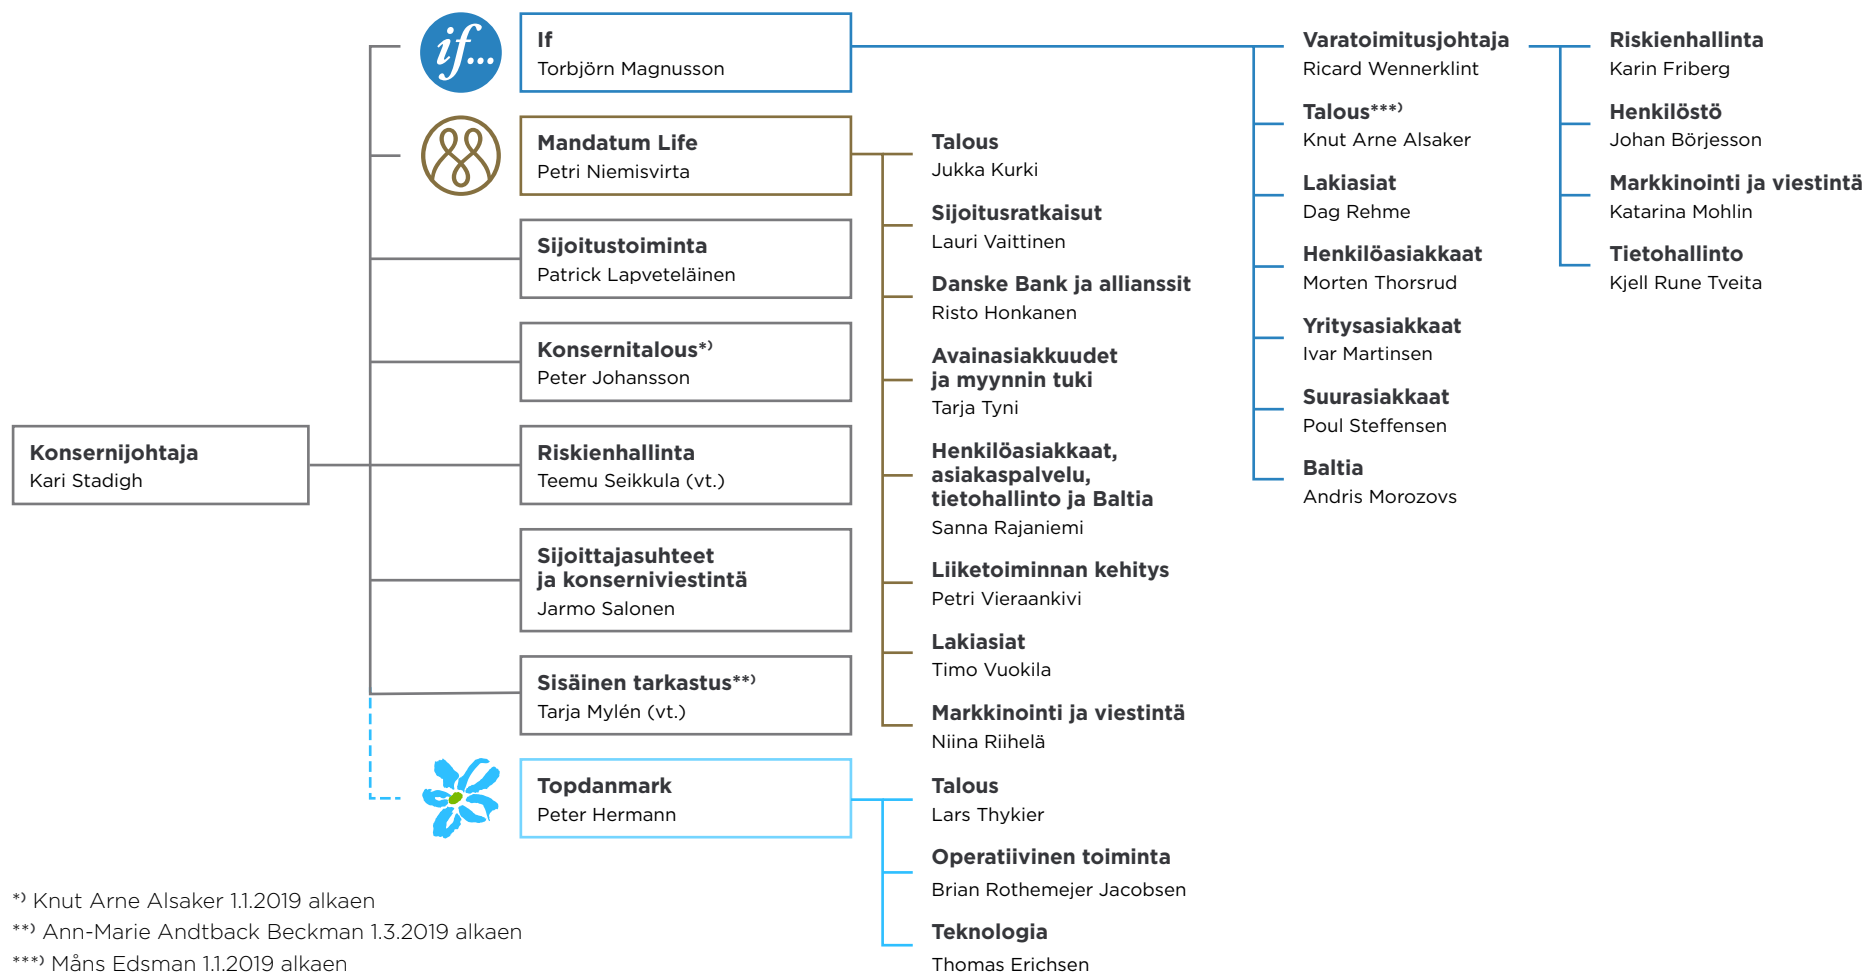 Konsernijohtaja
Kari Stadigh
if...
If
Torbjörn Magnusson
Mandatum Life
Petri Niemisvirta
Sijoitustoiminta
Patrick Lapveteläinen
Konsernitalous*)
Peter Johansson
Riskienhallinta
Teemu Seikkula (vt.)
Sijoittajasuhteet
ja konserniviestintä
Jarmo Salonen
Sisäinen tarkastus**)
Tarja Mylén (vt.)
Topdanmark
Peter Hermann
Talous
Jukka Kurki
Sijoitusratkaisut
Lauri Vaittinen
Danske Bank ja allianssit
Risto Honkanen
Avainasiakkuudet
ja myynnin tuki
Tarja Tyni
Henkilöasiakkaat,
asiakaspalvelu,
tietohallinto ja Baltia
Sanna Rajaniemi
Liiketoiminnan kehitys
Petri Vieraankivi
Lakiasiat
Timo Vuokila
Markkinointi ja viestintä
Niina Riihelä
Talous
Lars Thykier
Operatiivinen toiminta
Brian Rothemejer Jacobsen
Teknologia
Thomas Erichsen
Varatoimitusjohtaja
Ricard Wennerklint
Talous***)
Knut Arne Alsaker
Lakiasiat
Dag Rehme
Henkilöasiakkaat
Morten Thorsrud
Yritysasiakkaat
Ivar Martinsen
Suurasiakkaat
Poul Steffensen
Baltia
Andris Morozovs
Riskienhallinta
Karin Friberg
Henkilöstö
Johan Börjesson
Markkinointi ja viestintä
Katarina Mohlin
Tietohallinto
Kjell Rune Tveita
*) Knut Arne Alsaker 1.1.2019 alkaen
**) Ann-Marie Andtback Beckman 1.3.2019 alkaen
***) Måns Edsman 1.1.2019 alkaen